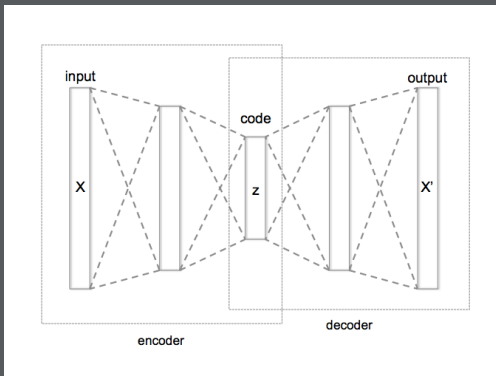 input
output
code
X
z
X'
decoder
encoder